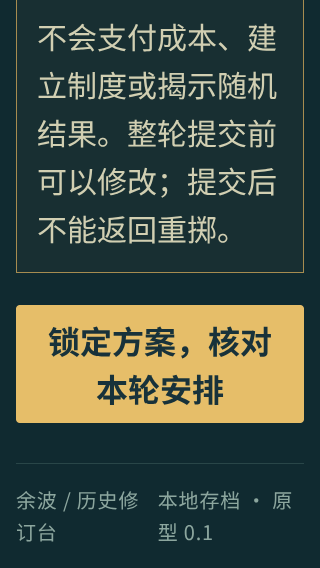 不会支付成本、建
立制度或揭示随机
结果。整轮提交前
可以修改；提交后
不能返回重掷。
锁定方案，核对
本轮安排
余波 / 历史修
订台
本地存档 · 原
型 0.1